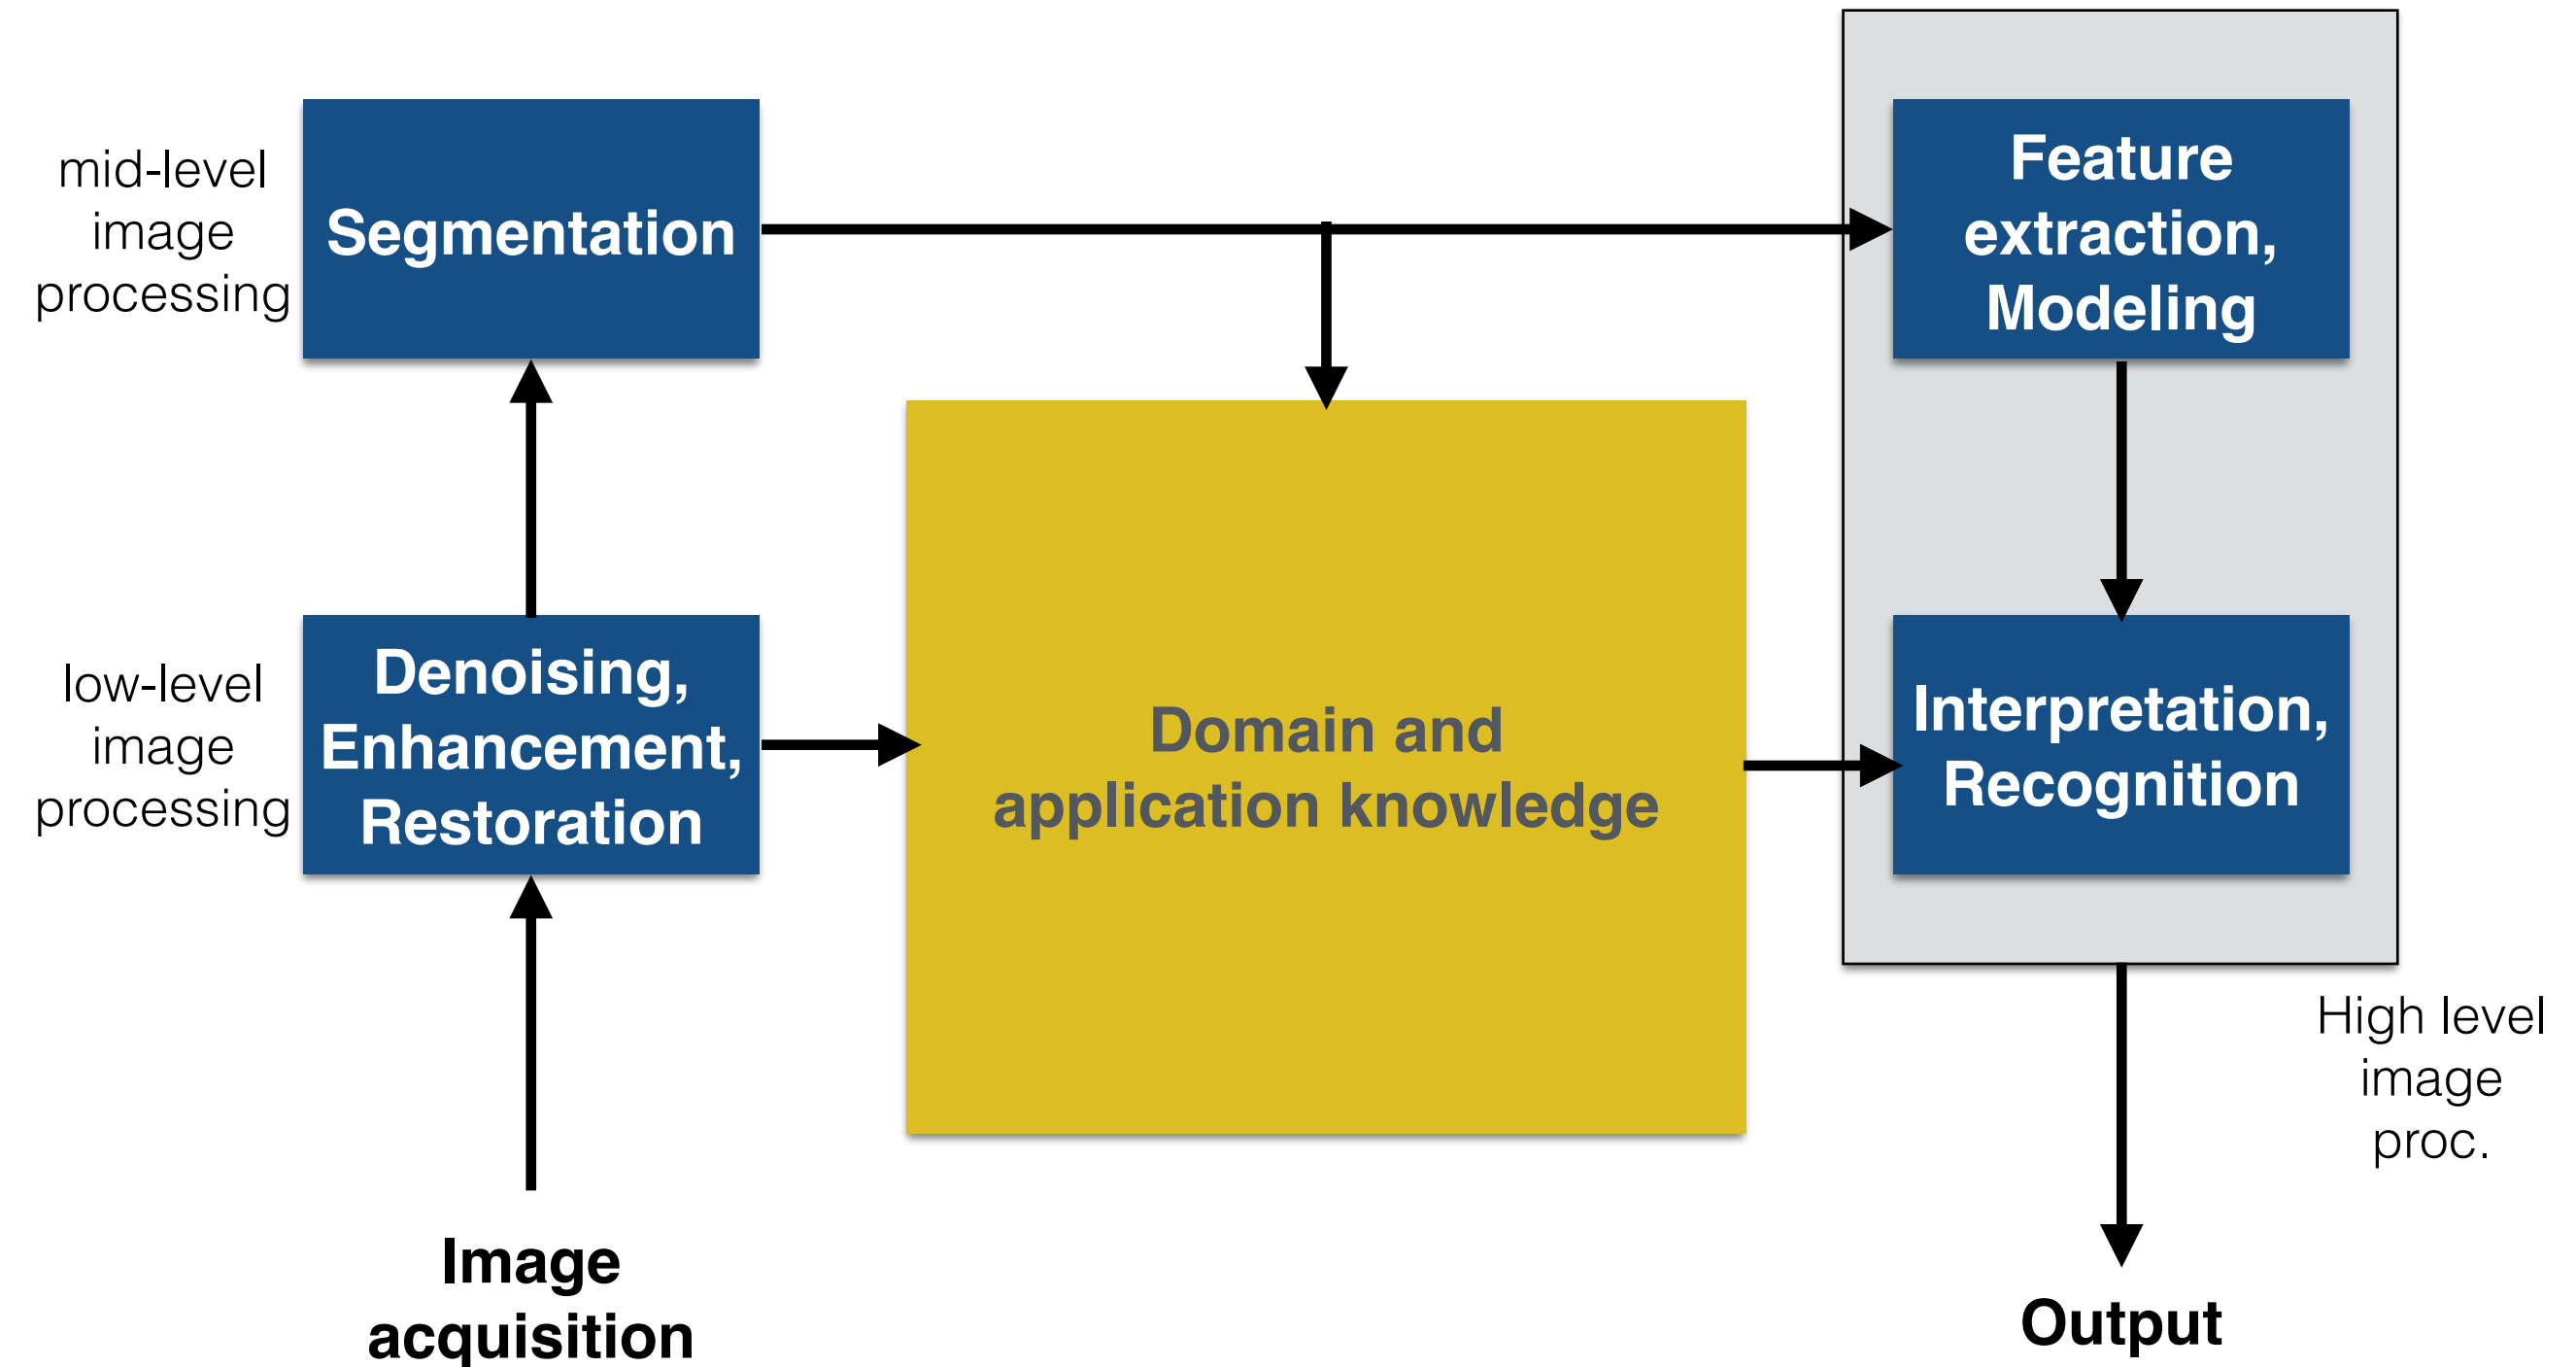 mid-level
image
processing
Segmentation
Feature
extraction,
Modeling
low-level
image
processing
Denoising,
Enhancement,
Restoration
Domain and
application knowledge
Interpretation,
Recognition
High level
image
proc.
Image
acquisition
Output